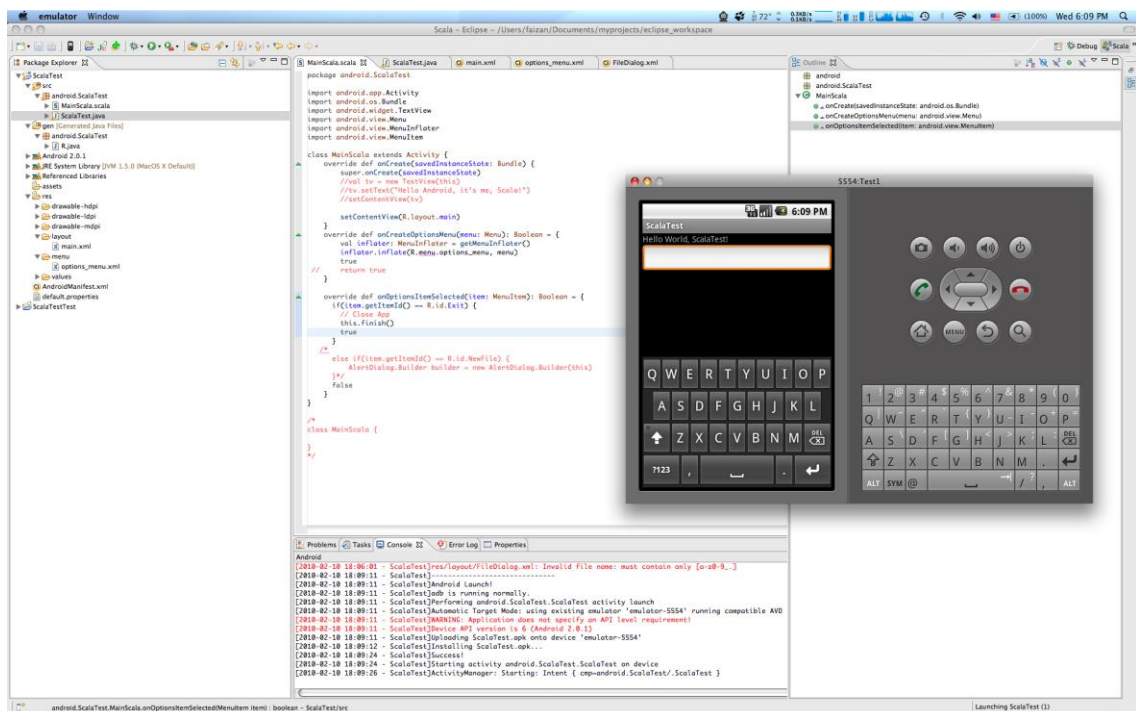 emulator Window
72° 0.1KB/s 0.1KB/s (100%) Wed 6:09 PM
Scala - Eclipse - /Users/faizan/Documents/myprojects/eclipse_workspace
Debug Scala
Package Explorer
ScalaTest
src
android.ScalaTest
MainScala.scala
ScalaTest.java
gen [Generated Java Files]
android.ScalaTest
R.java
Android 2.0.1
JRE System Library [JVM 1.5.0 (MacOS X Default)]
Referenced Libraries
assets
res
drawable-hdpi
drawable-ldpi
drawable-mdpi
layout
main.xml
menu
options_menu.xml
values
AndroidManifest.xml
default.properties
ScalaTestTest
MainScala.scala ScalaTest.java main.xml options_menu.xml FileDialog.xml
package android.ScalaTest
import android.app.Activity
import android.os.Bundle
import android.widget.TextView
import android.view.Menu
import android.view.MenuInflater
import android.view.MenuItem
class MainScala extends Activity {
override def onCreate(savedInstanceState: Bundle) {
super.onCreate(savedInstanceState)
//val tv = new TextView(this)
//tv.setText("Hello Android, it's me, Scala!")
//setContentView(tv)
setContentView(R.layout.main)
}
override def onCreateOptionsMenu(menu: Menu): Boolean = {
val inflater: MenuInflater = getMenuInflater()
inflater.inflate(R.menu.options_menu, menu)
true
// return true
}
override def onOptionsItemSelected(item: MenuItem): Boolean = {
if(item.getItemId() == R.id.Exit) {
// Close App
this.finish()
true
}
/*
else if(item.getItemId() == R.id.NewFile) {
AlertDialog.Builder builder = new AlertDialog.Builder(this)
}*/
false
}
}
/*
class MainScala {
}
*/
Outline
android
android.ScalaTest
MainScala
onCreate(savedInstanceState: android.os.Bundle)
onCreateOptionsMenu(menu: android.view.Menu)
onOptionsItemSelected(item: android.view.MenuItem)
5554:Test1
6:09 PM
ScalaTest
Hello World, ScalaTest!
Q W E R T Y U I O P
A S D F G H J K L
Z X C V B N M DEL
?123 , .
MENU
1 ! 2 @ 3 # 4 $ 5 % 6 ^ 7 & 8 * 9 ( 0 )
Q W E R T { Y } U I O P
A S D F [ G ] H < J > K ; L : DEL
Z X C V B N M .
ALT SYM @ / ? , ALT
Problems Tasks Console Error Log Properties
Android
[2010-02-10 18:06:01 - ScalaTest]res/layout/FileDialog.xml: Invalid file name: must contain only [a-z0-9_.]
[2010-02-10 18:09:11 - ScalaTest]------------------------------
[2010-02-10 18:09:11 - ScalaTest]Android Launch!
[2010-02-10 18:09:11 - ScalaTest]adb is running normally.
[2010-02-10 18:09:11 - ScalaTest]Performing android.ScalaTest.ScalaTest activity launch
[2010-02-10 18:09:11 - ScalaTest]Automatic Target Mode: using existing emulator 'emulator-5554' running compatible AVD
[2010-02-10 18:09:11 - ScalaTest]WARNING: Application does not specify an API level requirement!
[2010-02-10 18:09:11 - ScalaTest]Device API version is 6 (Android 2.0.1)
[2010-02-10 18:09:11 - ScalaTest]Uploading ScalaTest.apk onto device 'emulator-5554'
[2010-02-10 18:09:12 - ScalaTest]Installing ScalaTest.apk...
[2010-02-10 18:09:24 - ScalaTest]Success!
[2010-02-10 18:09:24 - ScalaTest]Starting activity android.ScalaTest.ScalaTest on device
[2010-02-10 18:09:26 - ScalaTest]ActivityManager: Starting: Intent { cmp=android.ScalaTest/.ScalaTest }
android.ScalaTest.MainScala.onOptionsItemSelected(MenuItem item) : boolean - ScalaTest/src
Launching ScalaTest (1)